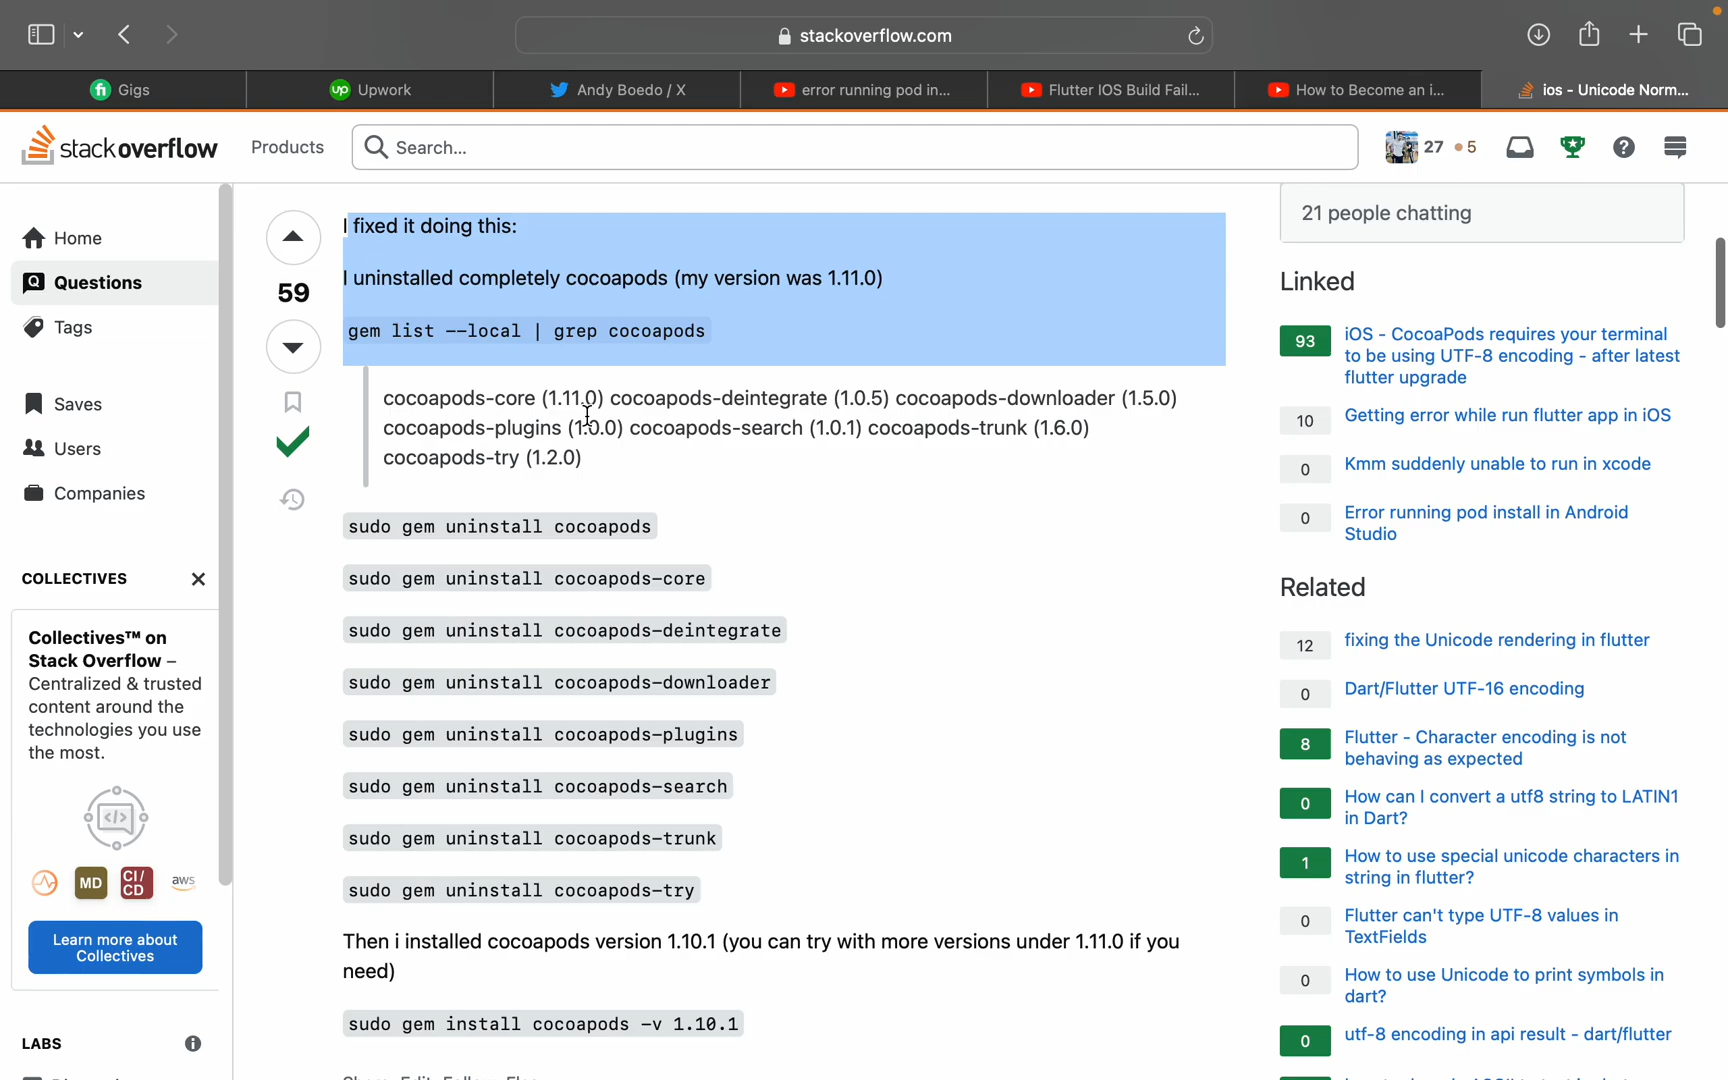 stackoverflow.com
Gigs
Upwork
Andy Boedo / X
error running pod in...
Flutter IOS Build Fail...
How to Become an i...
ios - Unicode Norm...
stackoverflow
Products
Search...
27
5
Home
Questions
Tags
Saves
Users
Companies
COLLECTIVES
Collectives™ on
Stack Overflow –
Centralized & trusted
content around the
technologies you use
the most.
MD
CI/
CD
aws
Learn more about
Collectives
LABS
59
I fixed it doing this:
I uninstalled completely cocoapods (my version was 1.11.0)
gem list --local | grep cocoapods
cocoapods-core (1.11.0) cocoapods-deintegrate (1.0.5) cocoapods-downloader (1.5.0)
cocoapods-plugins (1.0.0) cocoapods-search (1.0.1) cocoapods-trunk (1.6.0)
cocoapods-try (1.2.0)
sudo gem uninstall cocoapods
sudo gem uninstall cocoapods-core
sudo gem uninstall cocoapods-deintegrate
sudo gem uninstall cocoapods-downloader
sudo gem uninstall cocoapods-plugins
sudo gem uninstall cocoapods-search
sudo gem uninstall cocoapods-trunk
sudo gem uninstall cocoapods-try
Then i installed cocoapods version 1.10.1 (you can try with more versions under 1.11.0 if you
need)
sudo gem install cocoapods -v 1.10.1
21 people chatting
Linked
93
iOS - CocoaPods requires your terminal
to be using UTF-8 encoding - after latest
flutter upgrade
10
Getting error while run flutter app in iOS
0
Kmm suddenly unable to run in xcode
0
Error running pod install in Android
Studio
Related
12
fixing the Unicode rendering in flutter
0
Dart/Flutter UTF-16 encoding
8
Flutter - Character encoding is not
behaving as expected
0
How can I convert a utf8 string to LATIN1
in Dart?
1
How to use special unicode characters in
string in flutter?
0
Flutter can't type UTF-8 values in
TextFields
0
How to use Unicode to print symbols in
dart?
0
utf-8 encoding in api result - dart/flutter